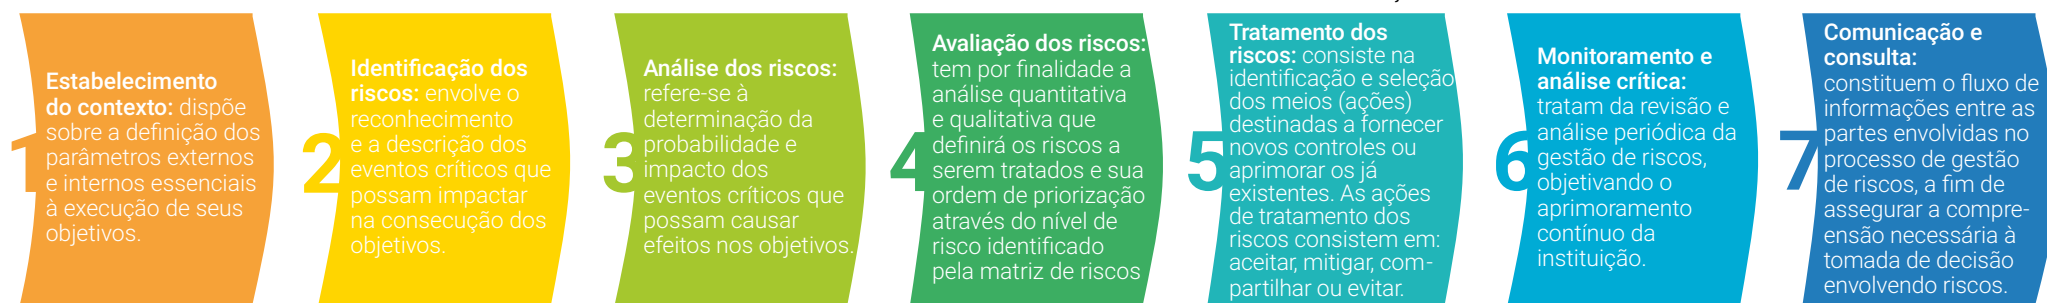 1
Estabelecimento
do contexto: dispõe
sobre a definição dos
parâmetros externos
e internos essenciais
à execução de seus
objetivos.
2
Identificação dos
riscos: envolve o
reconhecimento
e a descrição dos
eventos críticos que
possam impactar
na consecução dos
objetivos.
3
Análise dos riscos:
refere-se à
determinação da
probabilidade e
impacto dos
eventos críticos que
possam causar
efeitos nos objetivos.
4
Avaliação dos riscos:
tem por finalidade a
análise quantitativa
e qualitativa que
definirá os riscos a
serem tratados e sua
ordem de priorização
através do nível de
risco identificado
pela matriz de riscos
5
Tratamento dos
riscos: consiste na
identificação e seleção
dos meios (ações)
destinadas a fornecer
novos controles ou
aprimorar os já
existentes. As ações
de tratamento dos
riscos consistem em:
aceitar, mitigar, com-
partilhar ou evitar.
6
Monitoramento e
análise crítica:
tratam da revisão e
análise periódica da
gestão de riscos,
objetivando o
aprimoramento
contínuo da
instituição.
7
Comunicação e
consulta:
constituem o fluxo de
informações entre as
partes envolvidas no
processo de gestão
de riscos, a fim de
assegurar a compre-
ensão necessária à
tomada de decisão
envolvendo riscos.